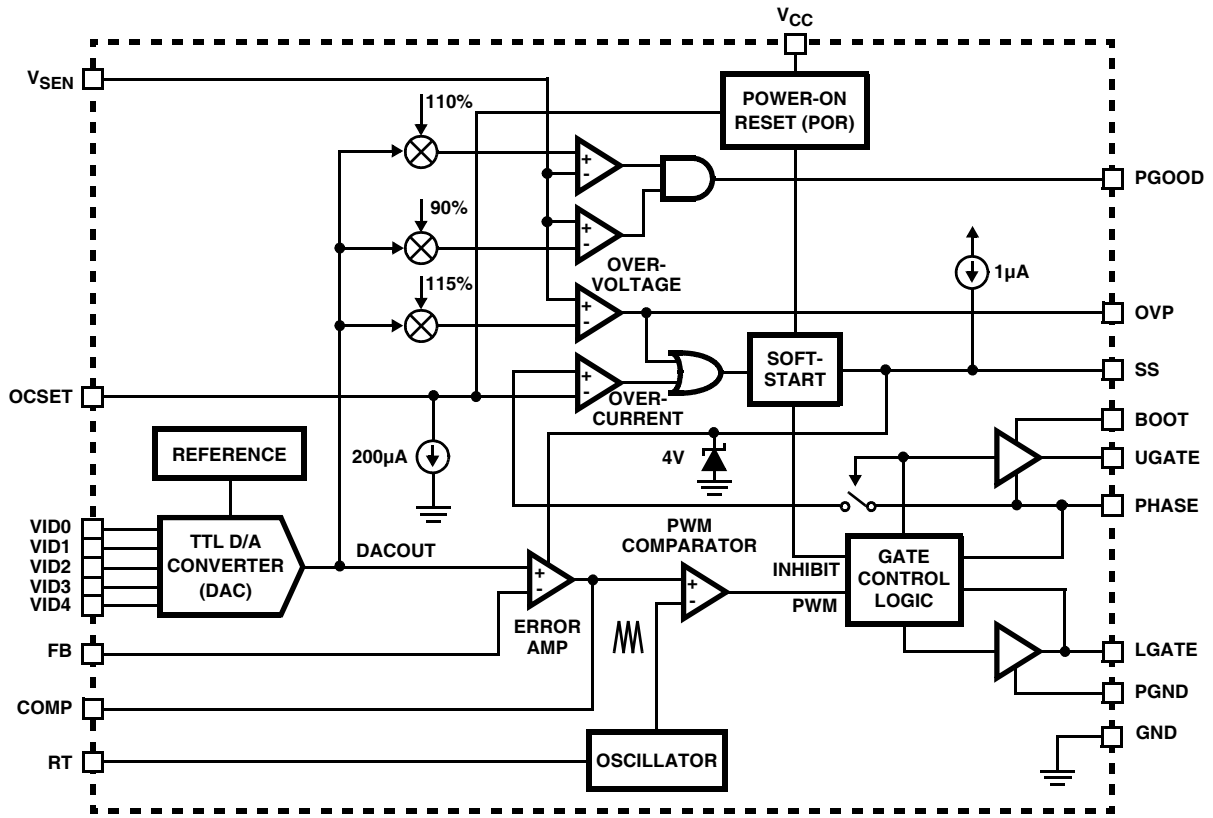 VCC
VSEN
110%
POWER-ON
RESET (POR)
+
-
PGOOD
90%
+
-
OVER-
VOLTAGE
1µA
115%
+
-
OVP
SOFT-
START
SS
OCSET
+
-
OVER-
CURRENT
BOOT
REFERENCE
200µA
4V
UGATE
PHASE
VID0
VID1
VID2
VID3
VID4
TTL D/A
CONVERTER
(DAC)
DACOUT
+
-
ERROR
AMP
PWM
COMPARATOR
+
-
INHIBIT
PWM
GATE
CONTROL
LOGIC
FB
LGATE
PGND
COMP
GND
RT
OSCILLATOR